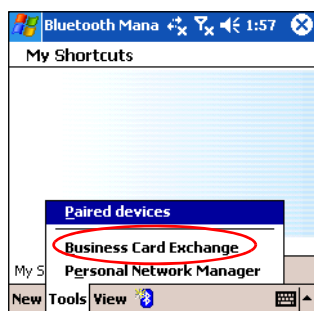 Bluetooth Mana 1:57
My Shortcuts
Paired devices
Business Card Exchange
My S Personal Network Manager
New Tools View